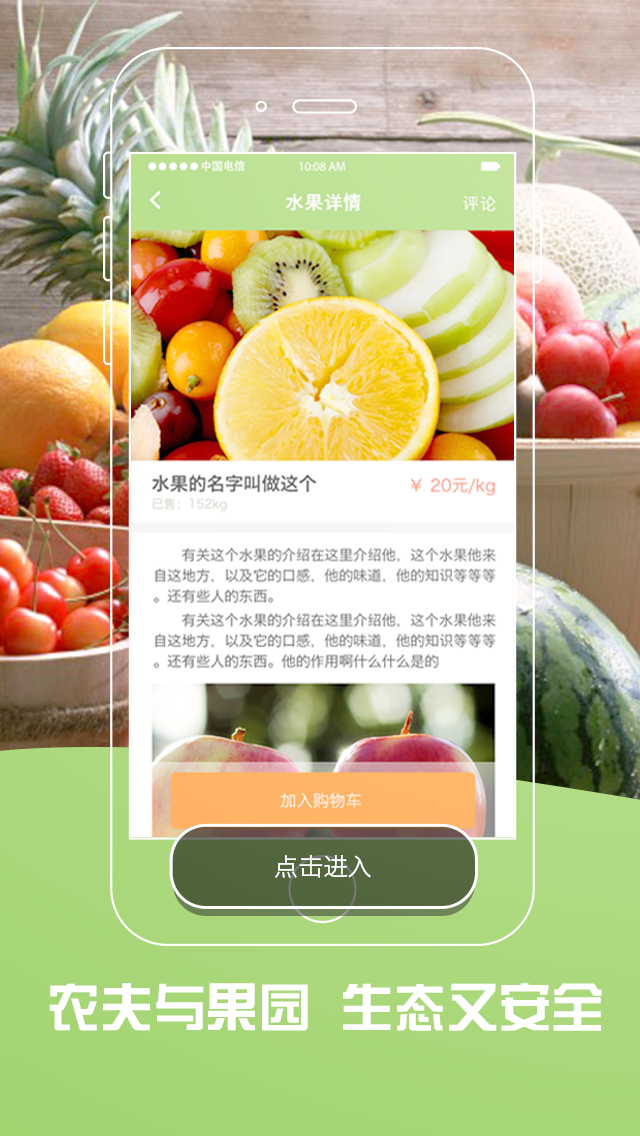 中国电信 10:08 AM
水果详情 评论
水果的名字叫做这个 ¥ 20元/kg
已售：152kg
有关这个水果的介绍在这里介绍他，这个水果他来
自这地方，以及它的口感，他的味道，他的知识等等等
。还有些人的东西。
有关这个水果的介绍在这里介绍他，这个水果他来
自这地方，以及它的口感，他的味道，他的知识等等等
。还有些人的东西。他的作用啊什么什么是的
加入购物车
点击进入
农夫与果园 生态又安全